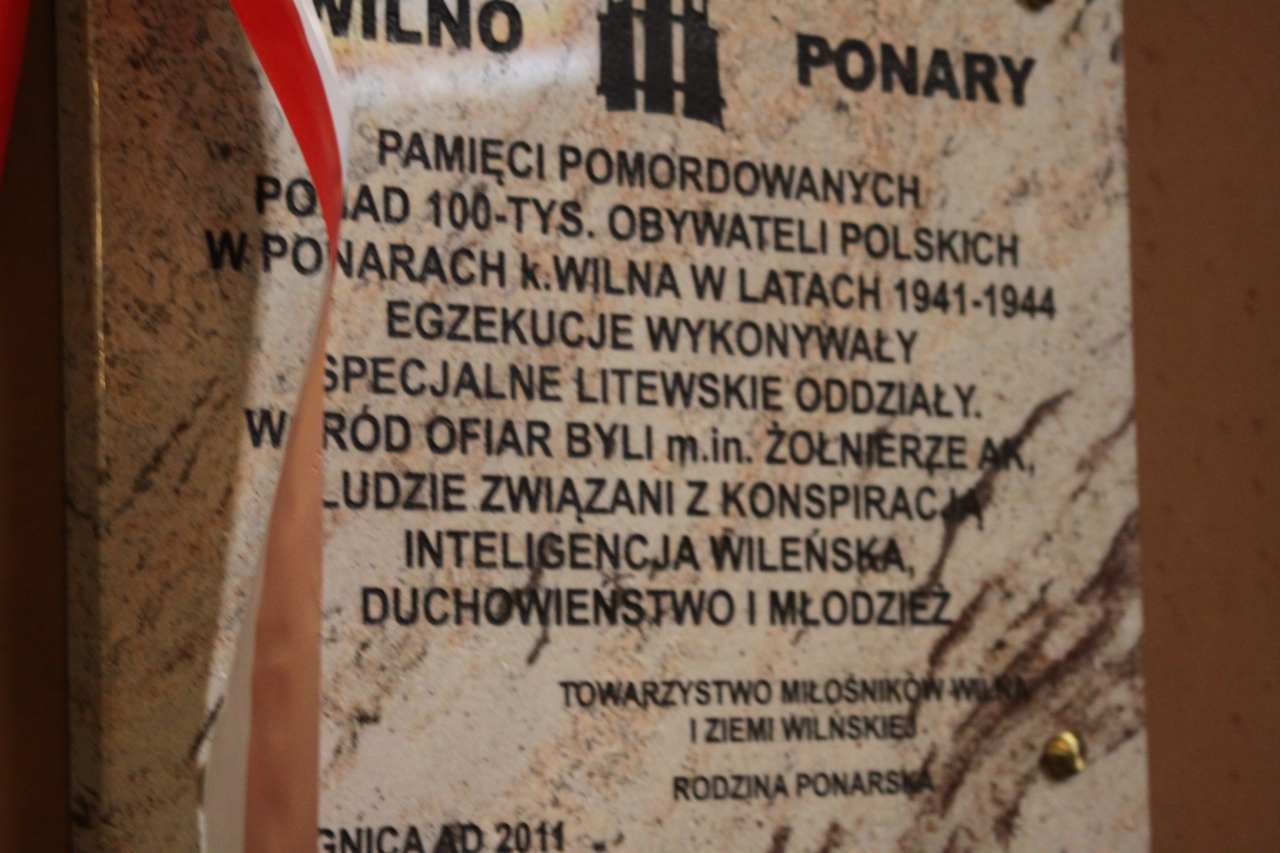 WILNO PONARY
PAMIĘCI POMORDOWANYCH
PONAD 100-TYS. OBYWATELI POLSKICH
W PONARACH k.WILNA W LATACH 1941-1944
EGZEKUCJE WYKONYWAŁY
SPECJALNE LITEWSKIE ODDZIAŁY.
WŚRÓD OFIAR BYLI m.in. ŻOŁNIERZE AK,
LUDZIE ZWIĄZANI Z KONSPIRACJĄ
INTELIGENCJA WILEŃSKA,
DUCHOWIEŃSTWO I MŁODZIEŻ
TOWARZYSTWO MIŁOŚNIKÓW WILNA
I ZIEMI WILŃSKIEJ
RODZINA PONARSKA
GNICA AD 2011